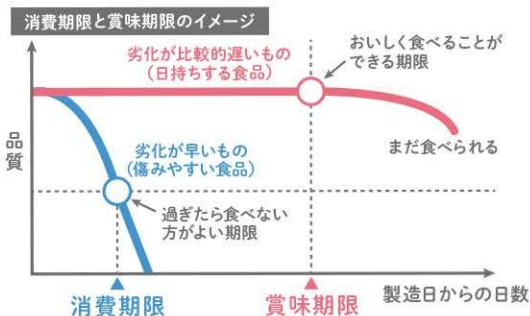 消費期限と賞味期限のイメージ
劣化が比較的遅いもの
(日持ちする食品)
おいしく食べることが
できる期限
品質
劣化が早いもの
(傷みやすい食品)
まだ食べられる
過ぎたら食べない
方がよい期限
消費期限
賞味期限
製造日からの日数